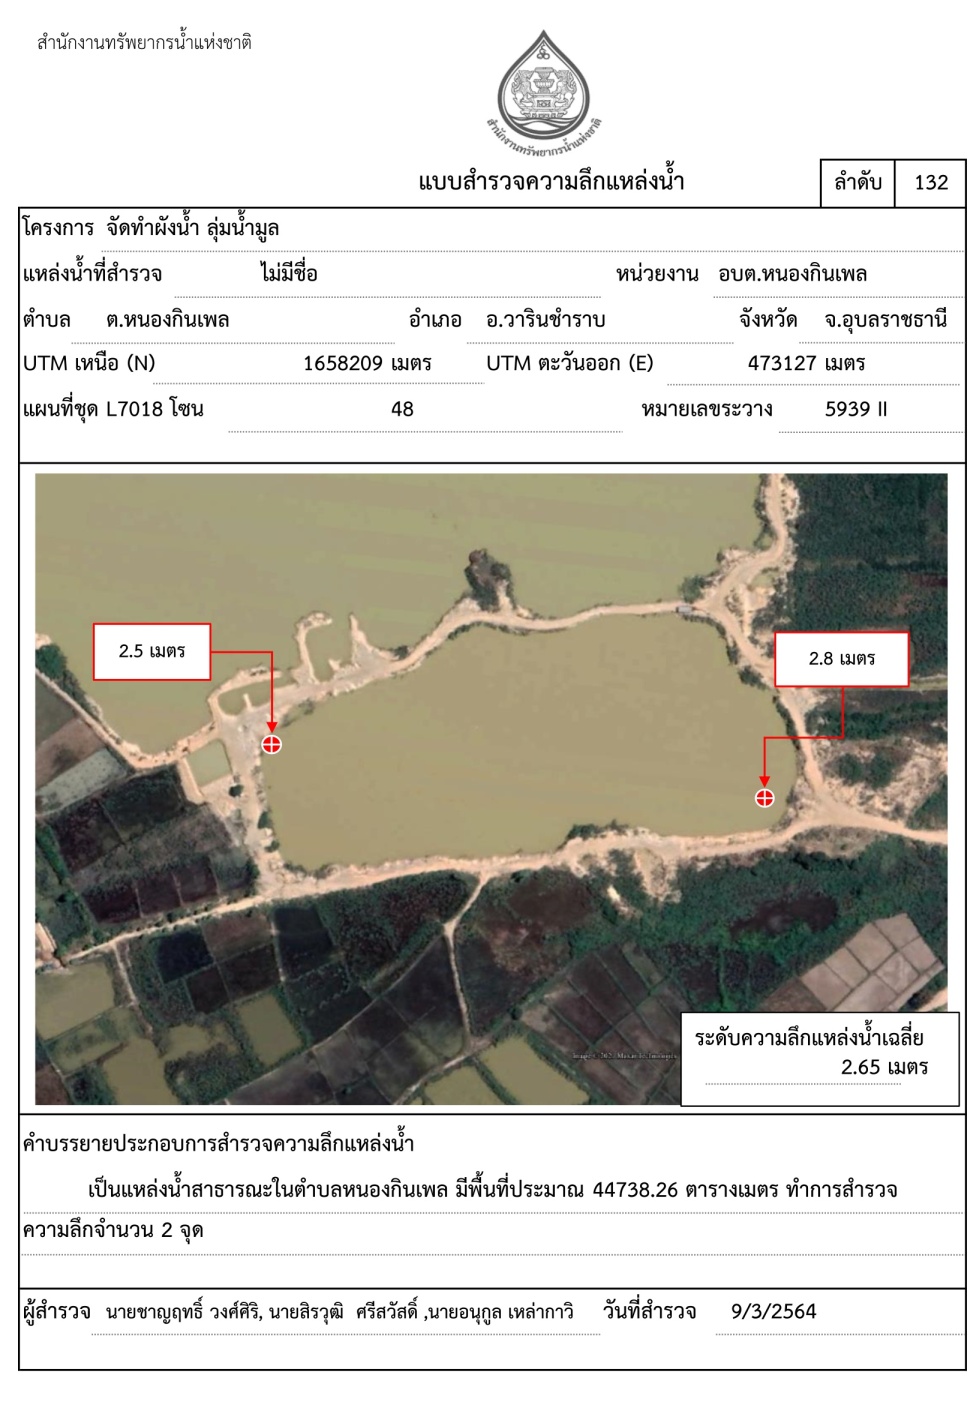 สำนักงานทรัพยากรน้ำแห่งชาติ
สำนักงานทรัพยากรน้ำแห่งชาติ
แบบสำรวจความลึกแหล่งน้ำ ลำดับ 132
โครงการ จัดทำผังน้ำ ลุ่มน้ำมูล
แหล่งน้ำที่สำรวจ ไม่มีชื่อ หน่วยงาน อบต.หนองกินเพล
ตำบล ต.หนองกินเพล อำเภอ อ.วารินชำราบ จังหวัด จ.อุบลราชธานี
UTM เหนือ (N) 1658209 เมตร UTM ตะวันออก (E) 473127 เมตร
แผนที่ชุด L7018 โซน 48 หมายเลขระวาง 5939 II
2.5 เมตร
2.8 เมตร
ระดับความลึกแหล่งน้ำเฉลี่ย
2.65 เมตร
คำบรรยายประกอบการสำรวจความลึกแหล่งน้ำ
เป็นแหล่งน้ำสาธารณะในตำบลหนองกินเพล มีพื้นที่ประมาณ 44738.26 ตารางเมตร ทำการสำรวจ
ความลึกจำนวน 2 จุด
ผู้สำรวจ นายชาญฤทธิ์ วงศ์ศิริ, นายสิรวุฒิ ศรีสวัสดิ์ ,นายอนุกูล เหล่ากาวิ วันที่สำรวจ 9/3/2564